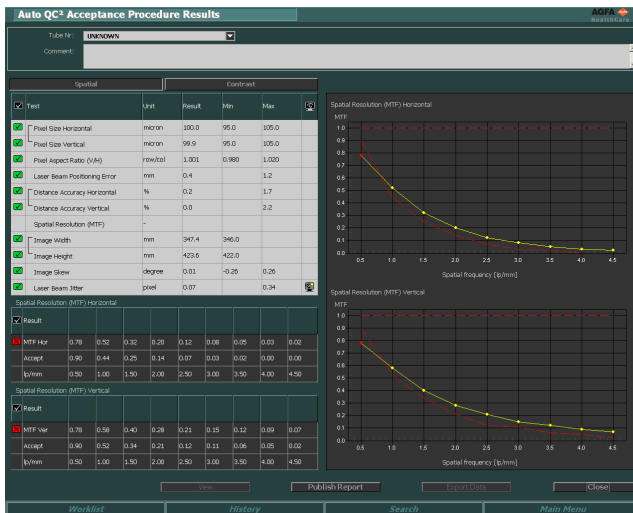 Auto QC² Acceptance Procedure Results
AGFA
HealthCare
Tube Nr: UNKNOWN
Comment:
Spatial Contrast
Test Unit Result Min Max
Pixel Size Horizontal micron 100.0 95.0 105.0
Pixel Size Vertical micron 99.9 95.0 105.0
Pixel Aspect Ratio (V/H) row/col 1.001 0.980 1.020
Laser Beam Positioning Error mm 0.4 1.2
Distance Accuracy Horizontal % 0.2 1.7
Distance Accuracy Vertical % 0.0 2.2
Spatial Resolution (MTF) -
Image Width mm 347.4 346.0
Image Height mm 423.6 422.0
Image Skew degree 0.01 -0.26 0.26
Laser Beam Jitter pixel 0.07 0.34
Spatial Resolution (MTF) Horizontal
Result
MTF Hor 0.78 0.52 0.32 0.20 0.12 0.08 0.05 0.03 0.02
Accept 0.90 0.44 0.25 0.14 0.07 0.03 0.02 0.00 0.00
lp/mm 0.50 1.00 1.50 2.00 2.50 3.00 3.50 4.00 4.50
Spatial Resolution (MTF) Vertical
Result
MTF Ver 0.78 0.58 0.40 0.28 0.21 0.15 0.12 0.09 0.07
Accept 0.90 0.52 0.34 0.21 0.12 0.11 0.06 0.05 0.02
lp/mm 0.50 1.00 1.50 2.00 2.50 3.00 3.50 4.00 4.50
Spatial Resolution (MTF) Horizontal
MTF
1.0
0.9
0.8
0.7
0.6
0.5
0.4
0.3
0.2
0.1
0.0
0.5 1.0 1.5 2.0 2.5 3.0 3.5 4.0 4.5
Spatial frequency [lp/mm]
Spatial Resolution (MTF) Vertical
MTF
1.0
0.9
0.8
0.7
0.6
0.5
0.4
0.3
0.2
0.1
0.0
0.5 1.0 1.5 2.0 2.5 3.0 3.5 4.0 4.5
Spatial frequency [lp/mm]
View Publish Report Export Data Close
Worklist History Search Main Menu